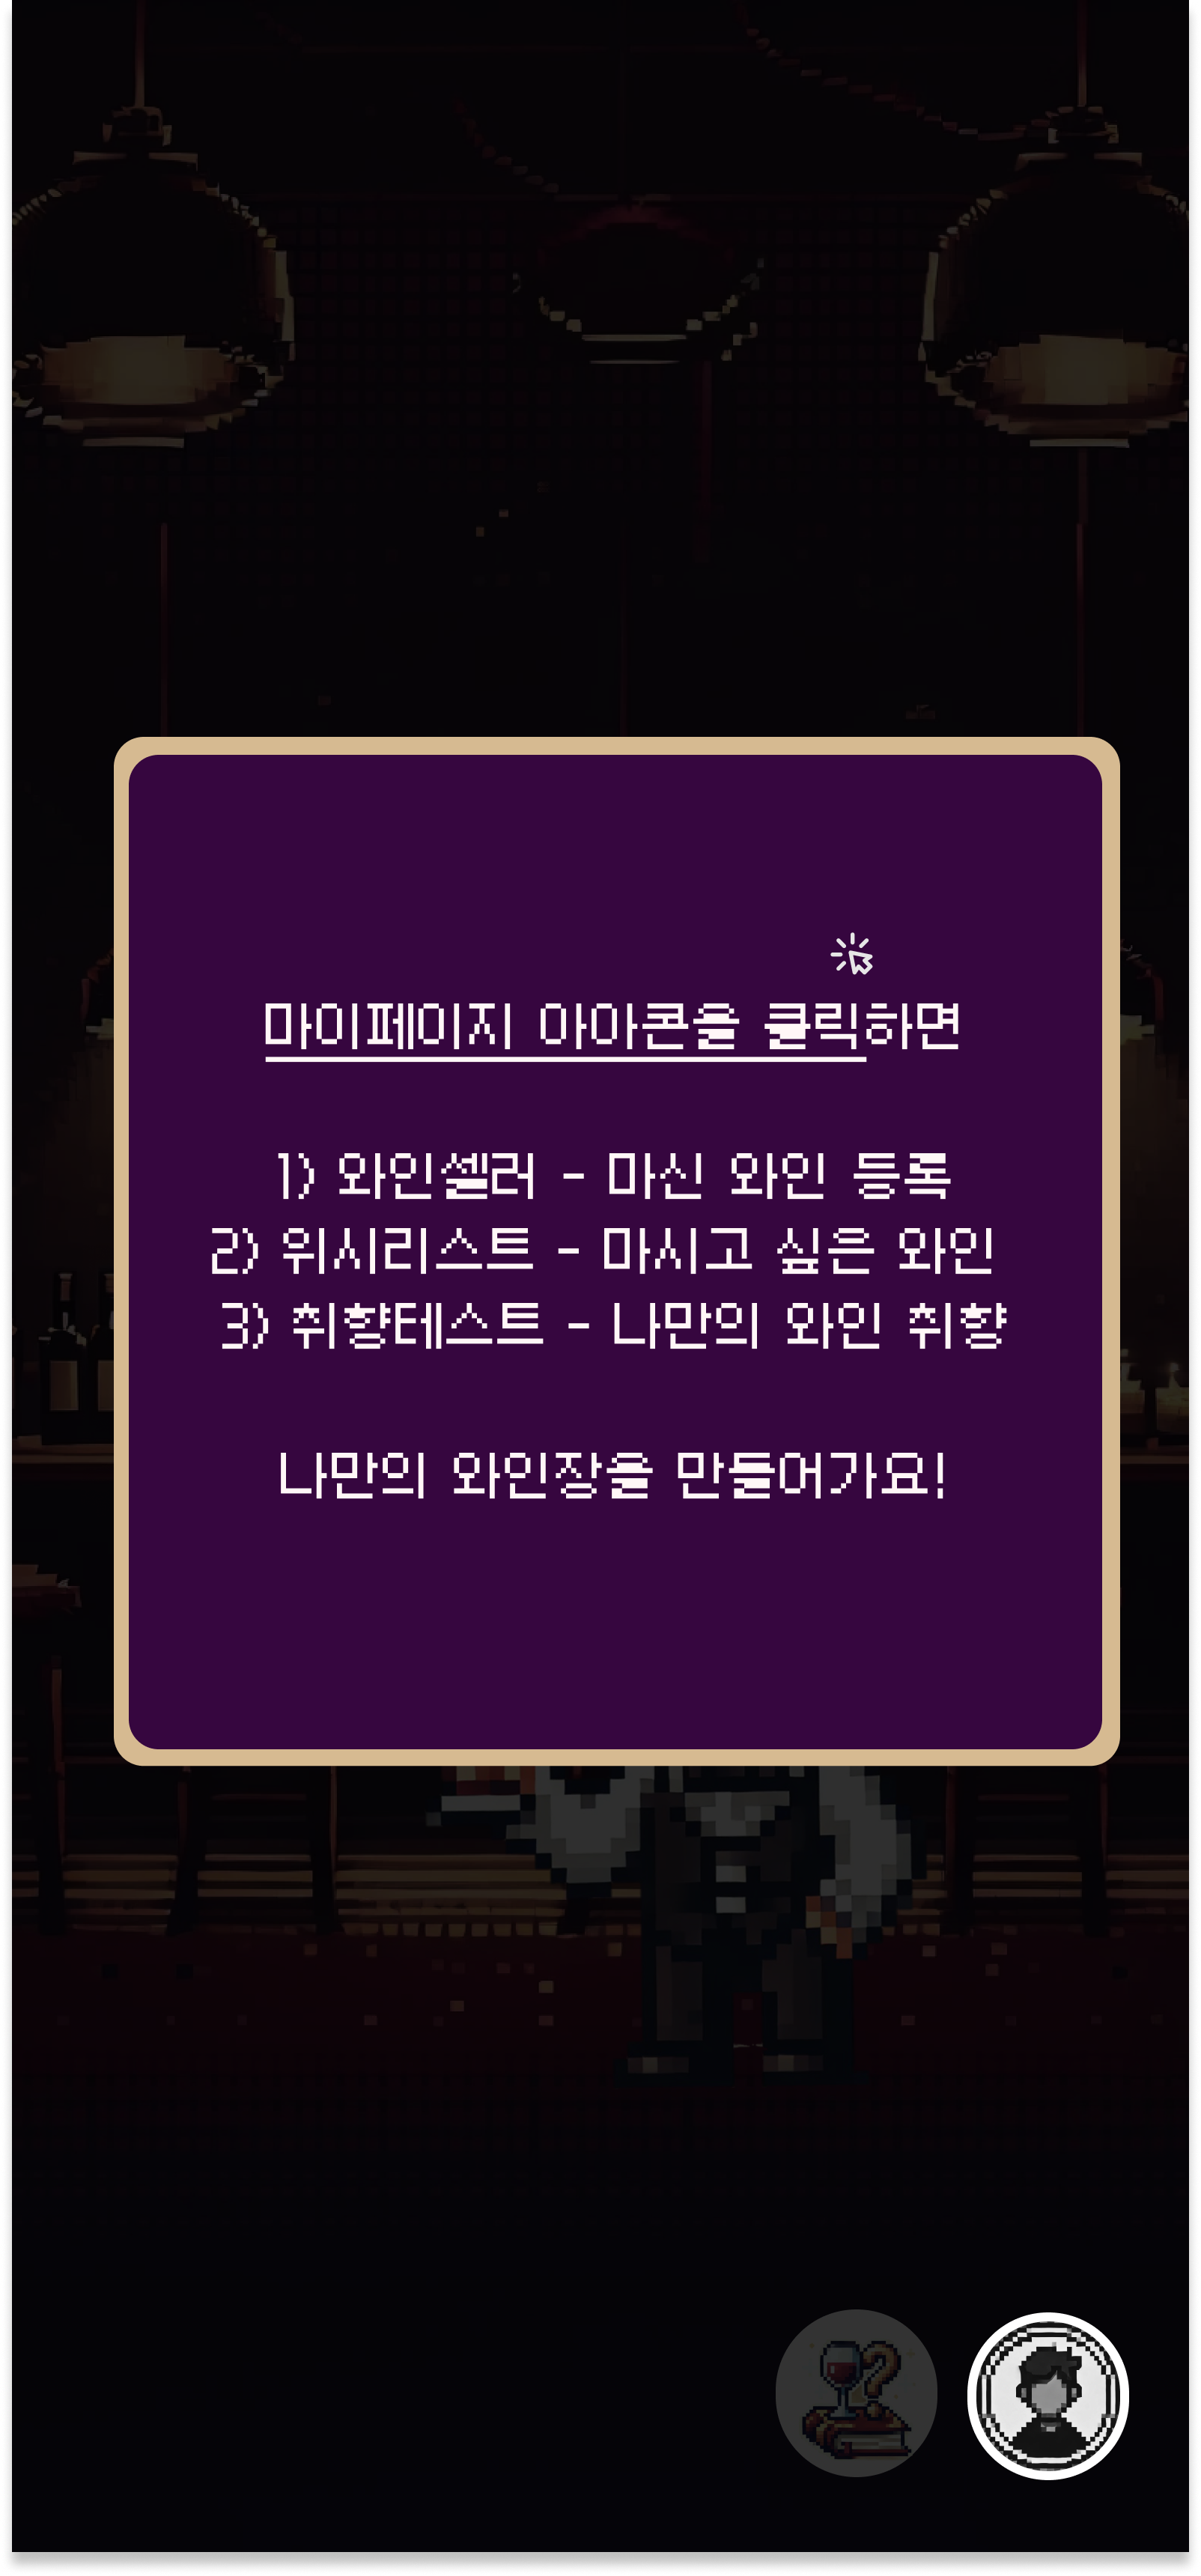 마이페이지 아아콘을 클릭하면
1) 와인셀러 - 마신 와인 등록
2) 위시리스트 - 마시고 싶은 와인
3) 취향테스트 - 나만의 와인 취향
나만의 와인장을 만들어가요!